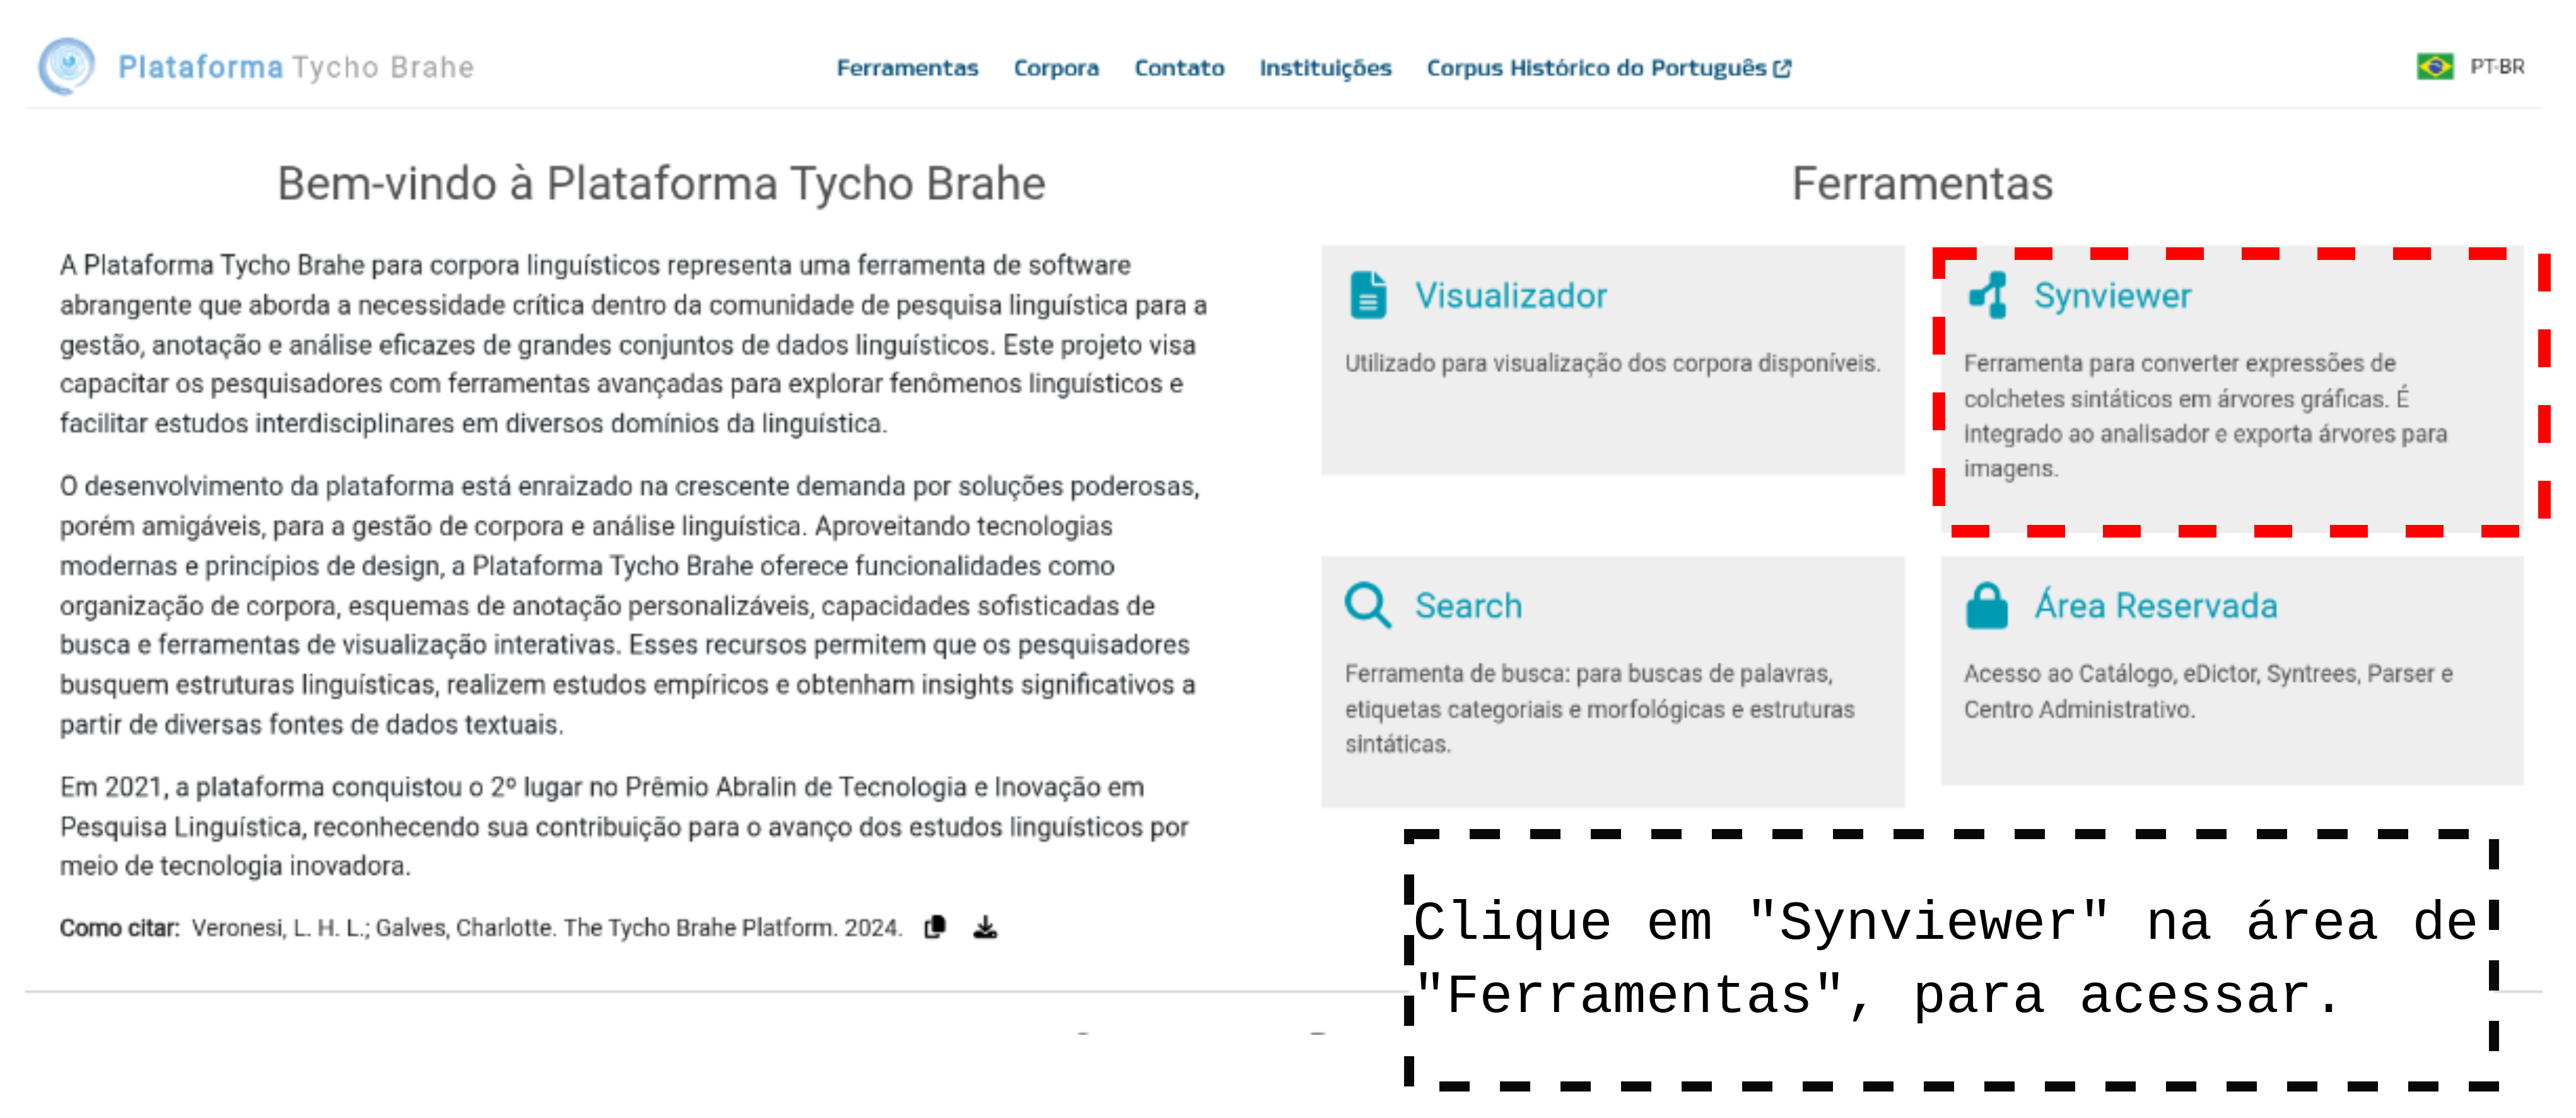 Plataforma Tycho Brahe
Ferramentas Corpora Contato Instituições Corpus Histórico do Português
PT-BR
Bem-vindo à Plataforma Tycho Brahe
A Plataforma Tycho Brahe para corpora linguísticos representa uma ferramenta de software
abrangente que aborda a necessidade crítica dentro da comunidade de pesquisa linguística para a
gestão, anotação e análise eficazes de grandes conjuntos de dados linguísticos. Este projeto visa
capacitar os pesquisadores com ferramentas avançadas para explorar fenômenos linguísticos e
facilitar estudos interdisciplinares em diversos domínios da linguística.
O desenvolvimento da plataforma está enraizado na crescente demanda por soluções poderosas,
porém amigáveis, para a gestão de corpora e análise linguística. Aproveitando tecnologias
modernas e princípios de design, a Plataforma Tycho Brahe oferece funcionalidades como
organização de corpora, esquemas de anotação personalizáveis, capacidades sofisticadas de
busca e ferramentas de visualização interativas. Esses recursos permitem que os pesquisadores
busquem estruturas linguísticas, realizem estudos empíricos e obtenham insights significativos a
partir de diversas fontes de dados textuais.
Em 2021, a plataforma conquistou o 2º lugar no Prêmio Abralin de Tecnologia e Inovação em
Pesquisa Linguística, reconhecendo sua contribuição para o avanço dos estudos linguísticos por
meio de tecnologia inovadora.
Como citar: Veronesi, L. H. L.; Galves, Charlotte. The Tycho Brahe Platform. 2024.
Ferramentas
Visualizador
Utilizado para visualização dos corpora disponíveis.
Synviewer
Ferramenta para converter expressões de
colchetes sintáticos em árvores gráficas. É
integrado ao analisador e exporta árvores para
imagens.
Search
Ferramenta de busca: para buscas de palavras,
etiquetas categoriais e morfológicas e estruturas
sintáticas.
Área Reservada
Acesso ao Catálogo, eDictor, Syntrees, Parser e
Centro Administrativo.
Clique em "Synviewer" na área de
"Ferramentas", para acessar.